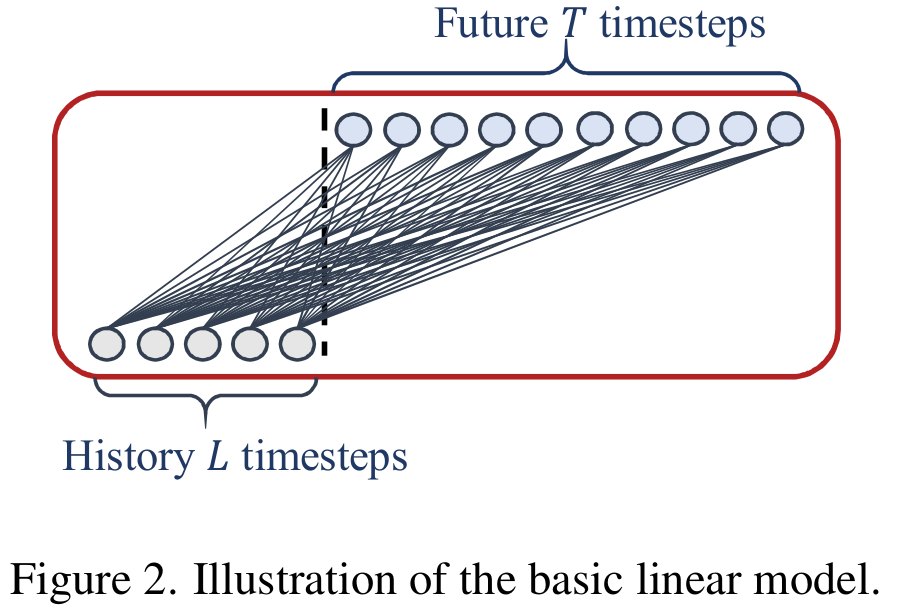 Future T timesteps
History L timesteps
Figure 2. Illustration of the basic linear model.